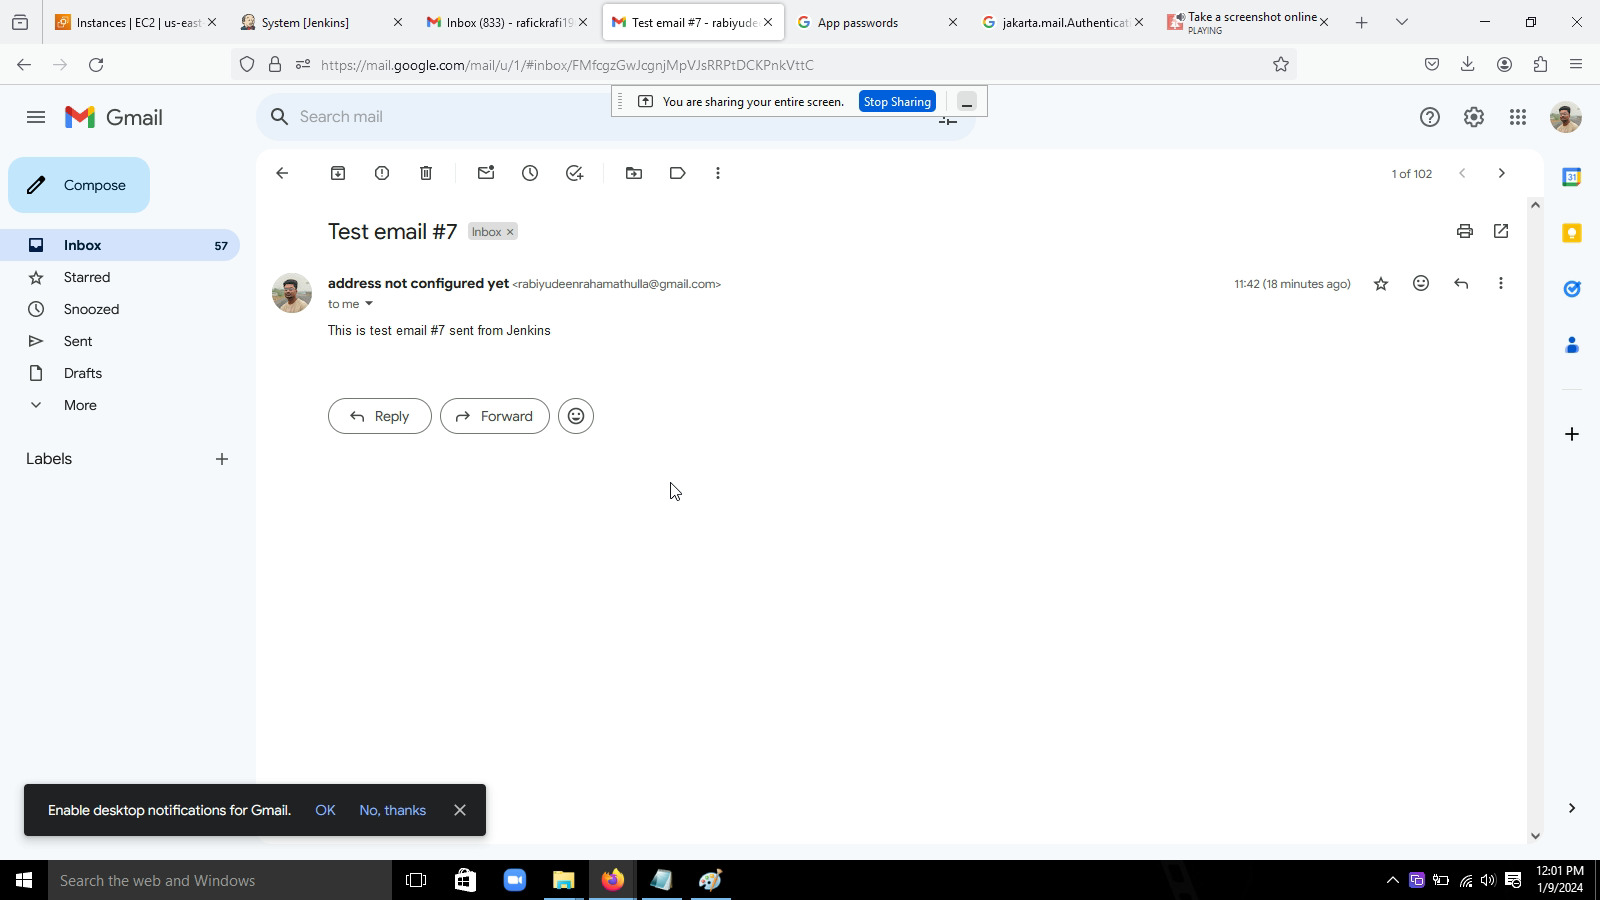 Instances | EC2 | us-east
System [Jenkins]
Inbox (833) - rafickrafi19
Test email #7 - rabiyude
App passwords
jakarta.mail.Authenticat
Take a screenshot online
PLAYING
https://mail.google.com/mail/u/1/#inbox/FMfcgzGwJcgnjMpVJsRRPtDCKPnkVttC
You are sharing your entire screen.
Stop Sharing
Gmail
Search mail
Compose
1 of 102
Inbox 57
Starred
Snoozed
Sent
Drafts
More
Labels
Test email #7
Inbox ×
address not configured yet <rabiyudeenrahamathulla@gmail.com>
11:42 (18 minutes ago)
to me
This is test email #7 sent from Jenkins
Reply
Forward
31
Enable desktop notifications for Gmail. OK No, thanks
Search the web and Windows
12:01 PM
1/9/2024